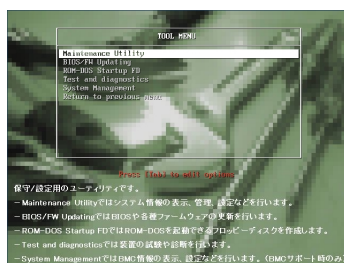 TOOL MENU
Maintenance Utility
BIOS/FW Updating
ROM-DOS Startup FD
Test and diagnostics
System Management
Return to previous menu
Press [Tab] to edit options
保守/設定用のユーティリティです。
－Maintenance Utilityではシステム情報の表示、管理、設定などを行います。
－BIOS/FW UpdatingではBIOSや各種ファームウェアの更新を行います。
－ROM-DOS Startup FDではROM-DOSを起動できるフロッピーディスクを作成します。
－Test and diagnosticsでは装置の試験や診断を行います。
－System ManagementではBMC情報の表示、設定などを行います。（BMCサポート時のみ）